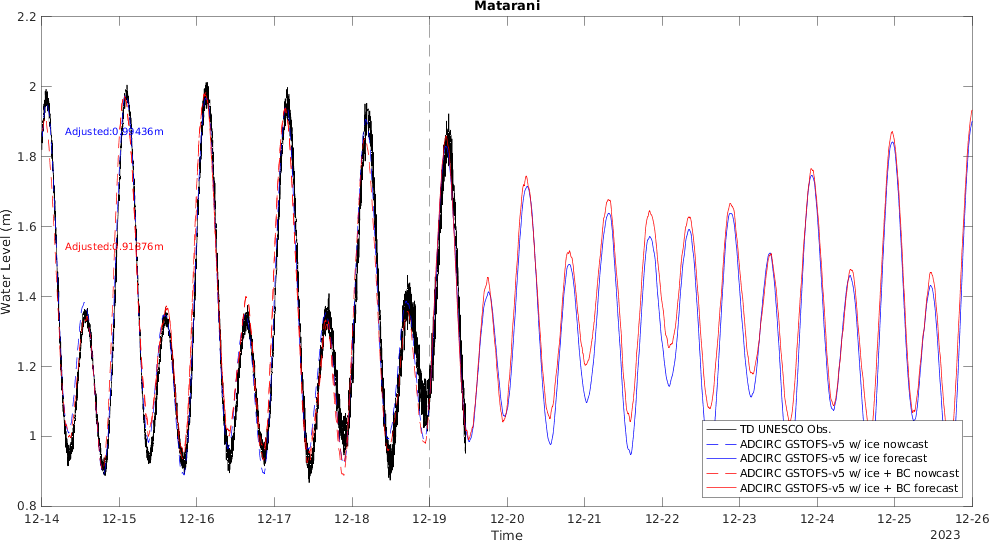 Matarani
2.2
2
1.8
1.6
1.4
1.2
1
0.8
Water Level (m)
Adjusted:0.99436m
Adjusted:0.91876m
TD UNESCO Obs.
ADCIRC GSTOFS-v5 w/ ice nowcast
ADCIRC GSTOFS-v5 w/ ice forecast
ADCIRC GSTOFS-v5 w/ ice + BC nowcast
ADCIRC GSTOFS-v5 w/ ice + BC forecast
12-14 12-15 12-16 12-17 12-18 12-19 12-20 12-21 12-22 12-23 12-24 12-25 12-26
Time
2023